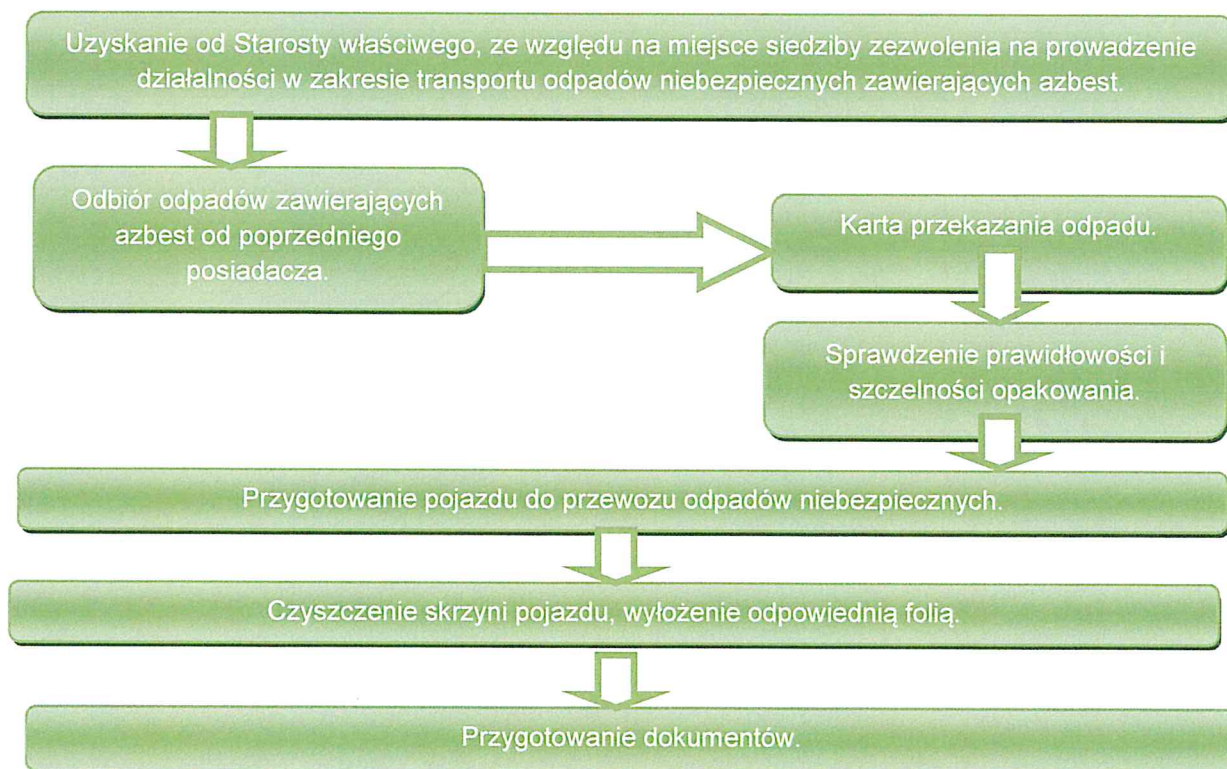 Uzyskanie od Starosty właściwego, ze względu na miejsce siedziby zezwolenia na prowadzenie
działalności w zakresie transportu odpadów niebezpiecznych zawierających azbest.
Odbiór odpadów zawierających
azbest od poprzedniego
posiadacza.
Karta przekazania odpadu.
Sprawdzenie prawidłowości i
szczelności opakowania.
Przygotowanie pojazdu do przewozu odpadów niebezpiecznych.
Czyszczenie skrzyni pojazdu, wyłożenie odpowiednią folią.
Przygotowanie dokumentów.